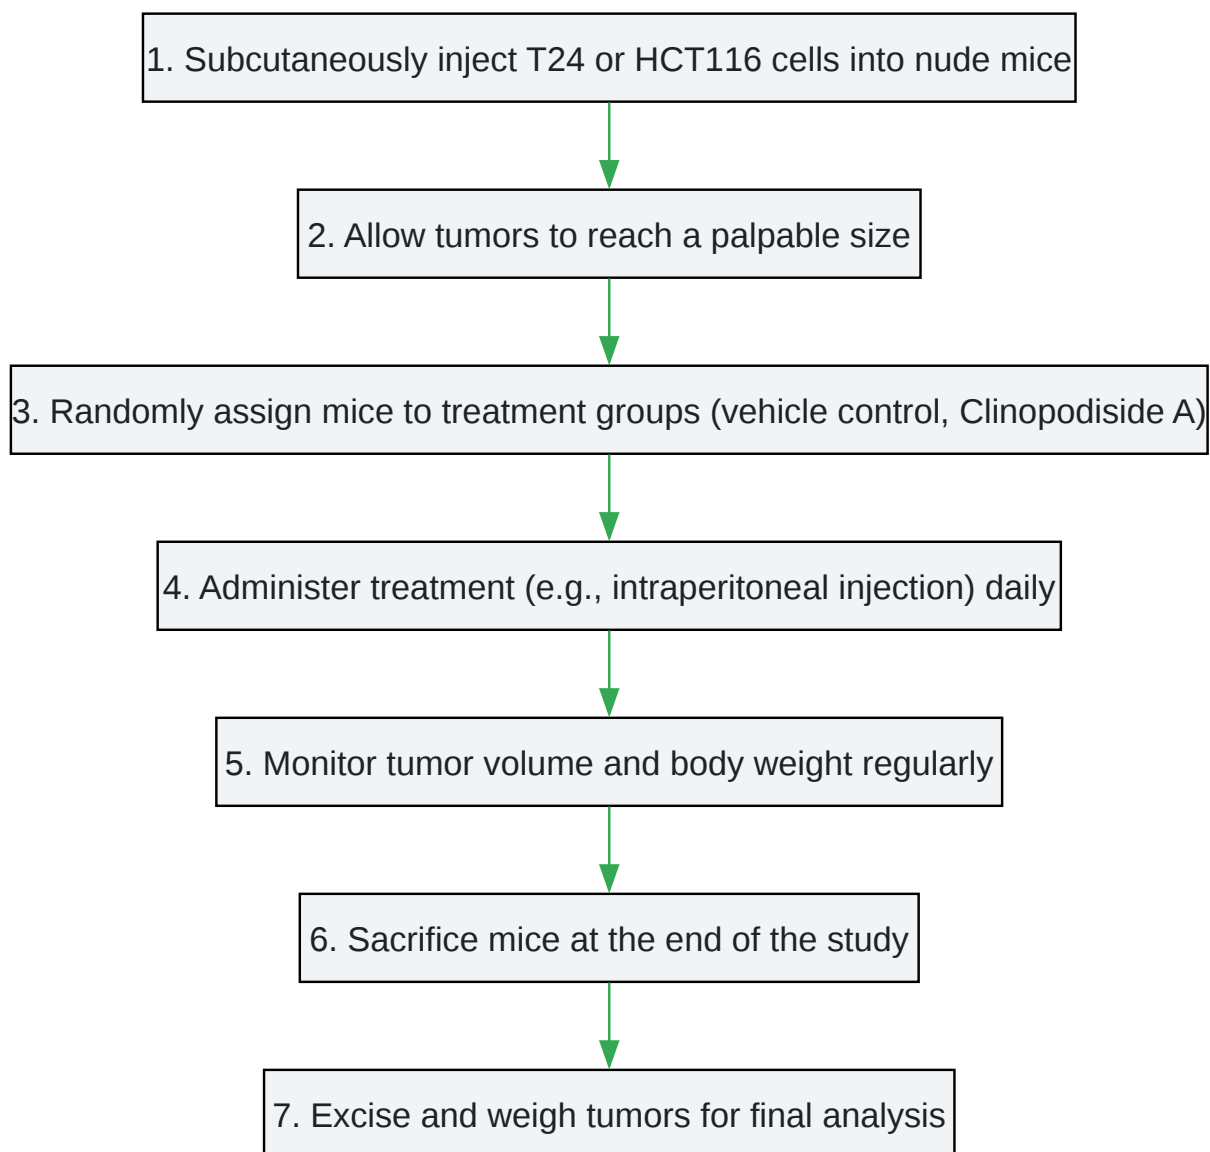 1. Subcutaneously inject T24 or HCT116 cells into nude mice
2. Allow tumors to reach a palpable size
3. Randomly assign mice to treatment groups (vehicle control, Clinopodiside A)
4. Administer treatment (e.g., intraperitoneal injection) daily
5. Monitor tumor volume and body weight regularly
6. Sacrifice mice at the end of the study
7. Excise and weigh tumors for final analysis